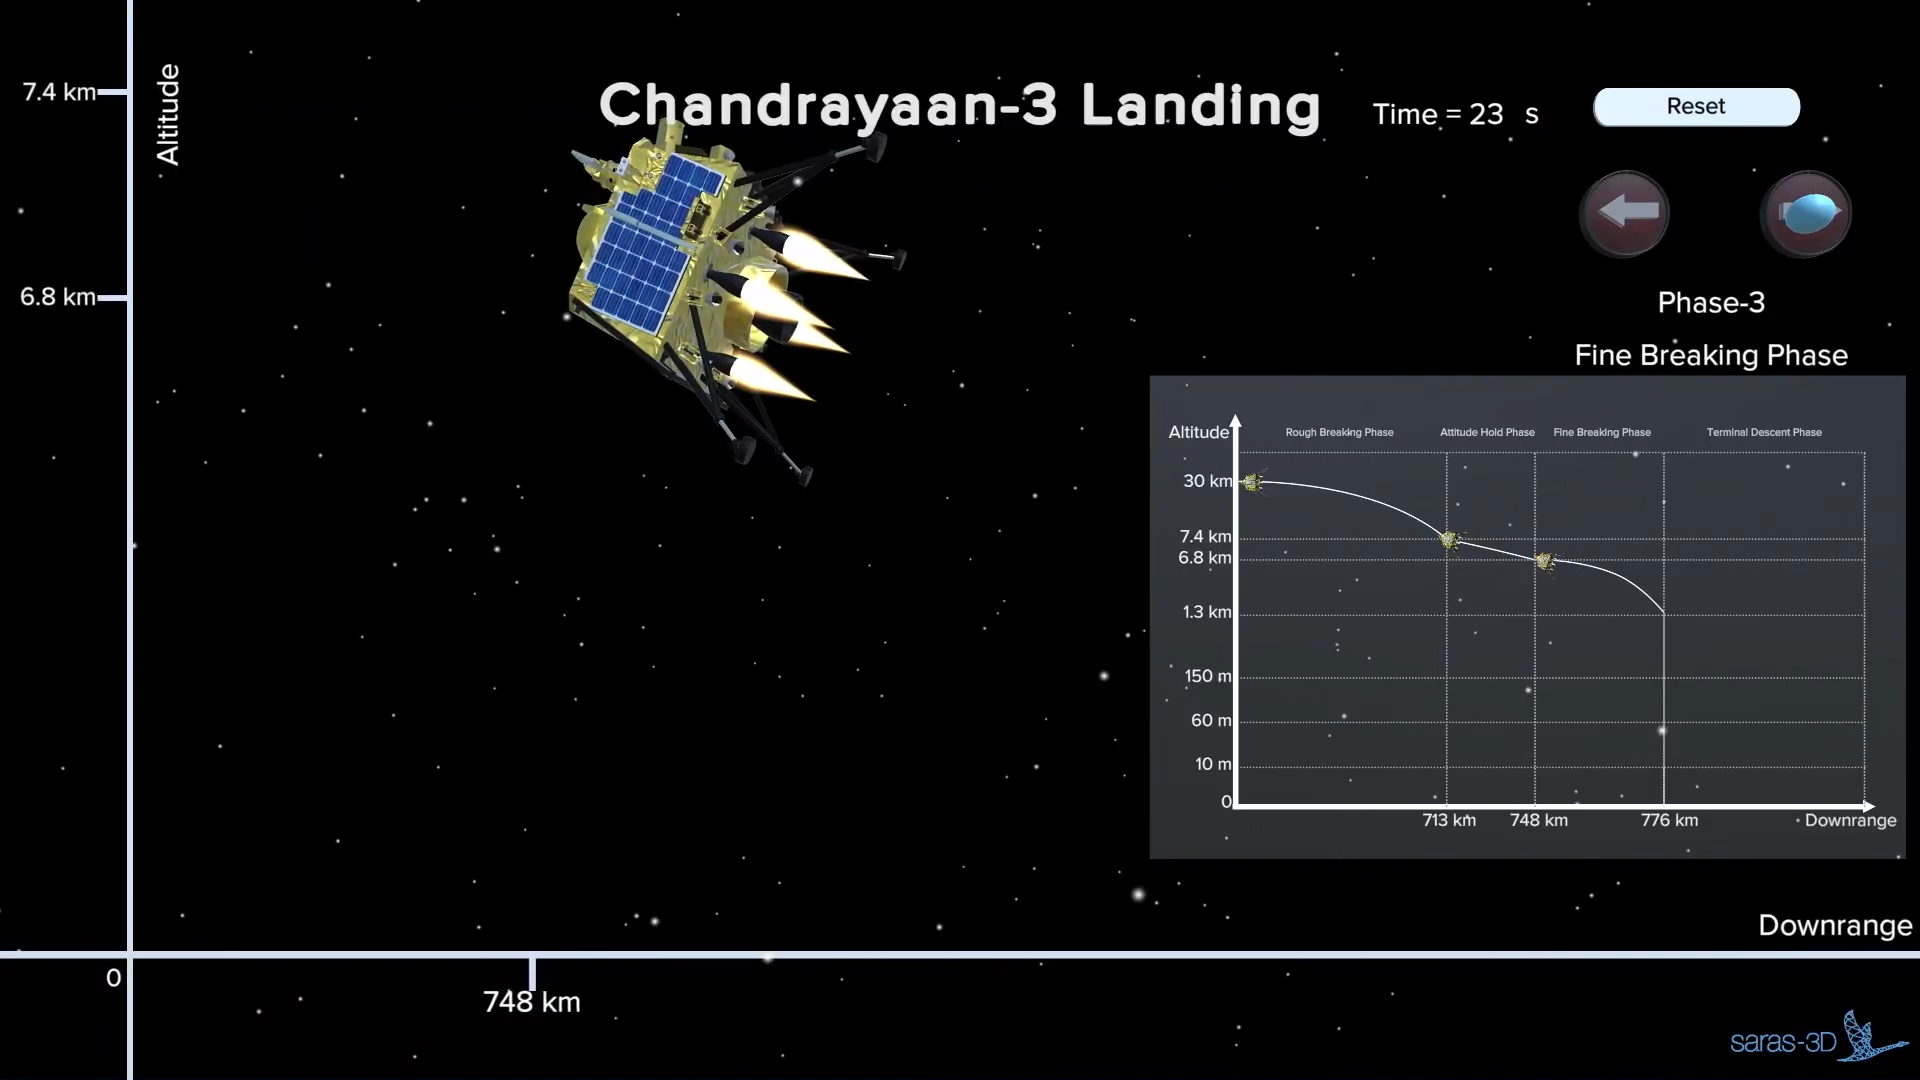 7.4 km
Altitude
Chandrayaan-3 Landing
Time = 23 s
Reset
6.8 km
Phase-3
Fine Breaking Phase
Altitude
Rough Breaking Phase
Attitude Hold Phase
Fine Breaking Phase
Terminal Descent Phase
30 km
7.4 km
6.8 km
1.3 km
150 m
60 m
10 m
0
713 km
748 km
776 km
Downrange
Downrange
0
748 km
saras-3D